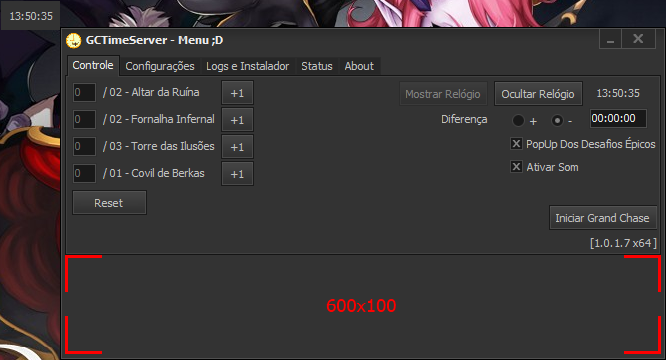 13:50:35
GCTimeServer - Menu ;D
Controle Configurações Logs e Instalador Status About
0 / 02 - Altar da Ruína +1 Mostrar Relógio Ocultar Relógio 13:50:35
0 / 02 - Fornalha Infernal +1 Diferença + - 00:00:00
0 / 03 - Torre das Ilusões +1 PopUp Dos Desafios Épicos
0 / 01 - Covil de Berkas +1 Ativar Som
Reset Iniciar Grand Chase
[1.0.1.7 x64]
600x100